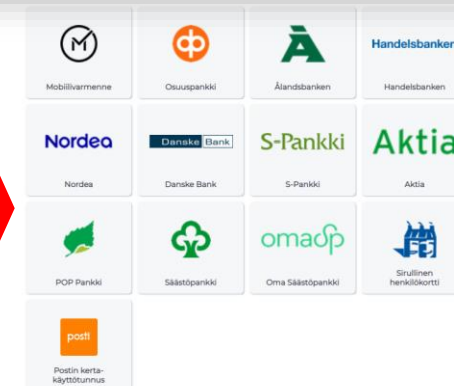 Mobiilivarmenne
Osuuspankki
Ålandsbanken
Handelsbanken
Handelsbanken
Nordea
Nordea
Danske Bank
Danske Bank
S-Pankki
S-Pankki
Aktia
Aktia
POP Pankki
Säästöpankki
omasp
Oma Säästöpankki
Sirullinen
henkilökortti
posti
Postin kerta-
käyttötunnus